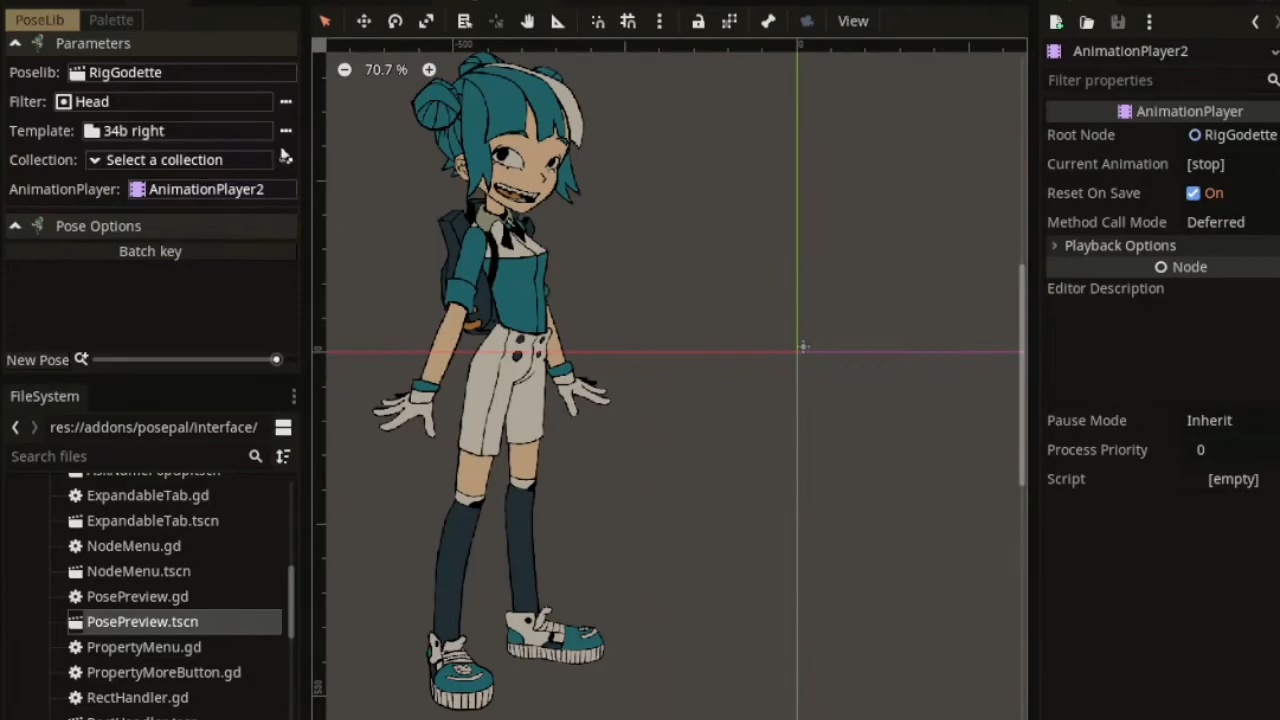 PoseLib Palette
Parameters
Poselib: RigGodette
Filter: Head
Template: 34b right
Collection: Select a collection
AnimationPlayer: AnimationPlayer2
Pose Options
Batch key
New Pose
FileSystem
res://addons/posepal/interface/
Search files
ExpandableTab.gd
ExpandableTab.tscn
NodeMenu.gd
NodeMenu.tscn
PosePreview.gd
PosePreview.tscn
PropertyMenu.gd
PropertyMoreButton.gd
RectHandler.gd
View
-500
0
70.7 %
0
500
AnimationPlayer2
Filter properties
AnimationPlayer
Root Node RigGodette
Current Animation [stop]
Reset On Save On
Method Call Mode Deferred
Playback Options
Node
Editor Description
Pause Mode Inherit
Process Priority 0
Script [empty]